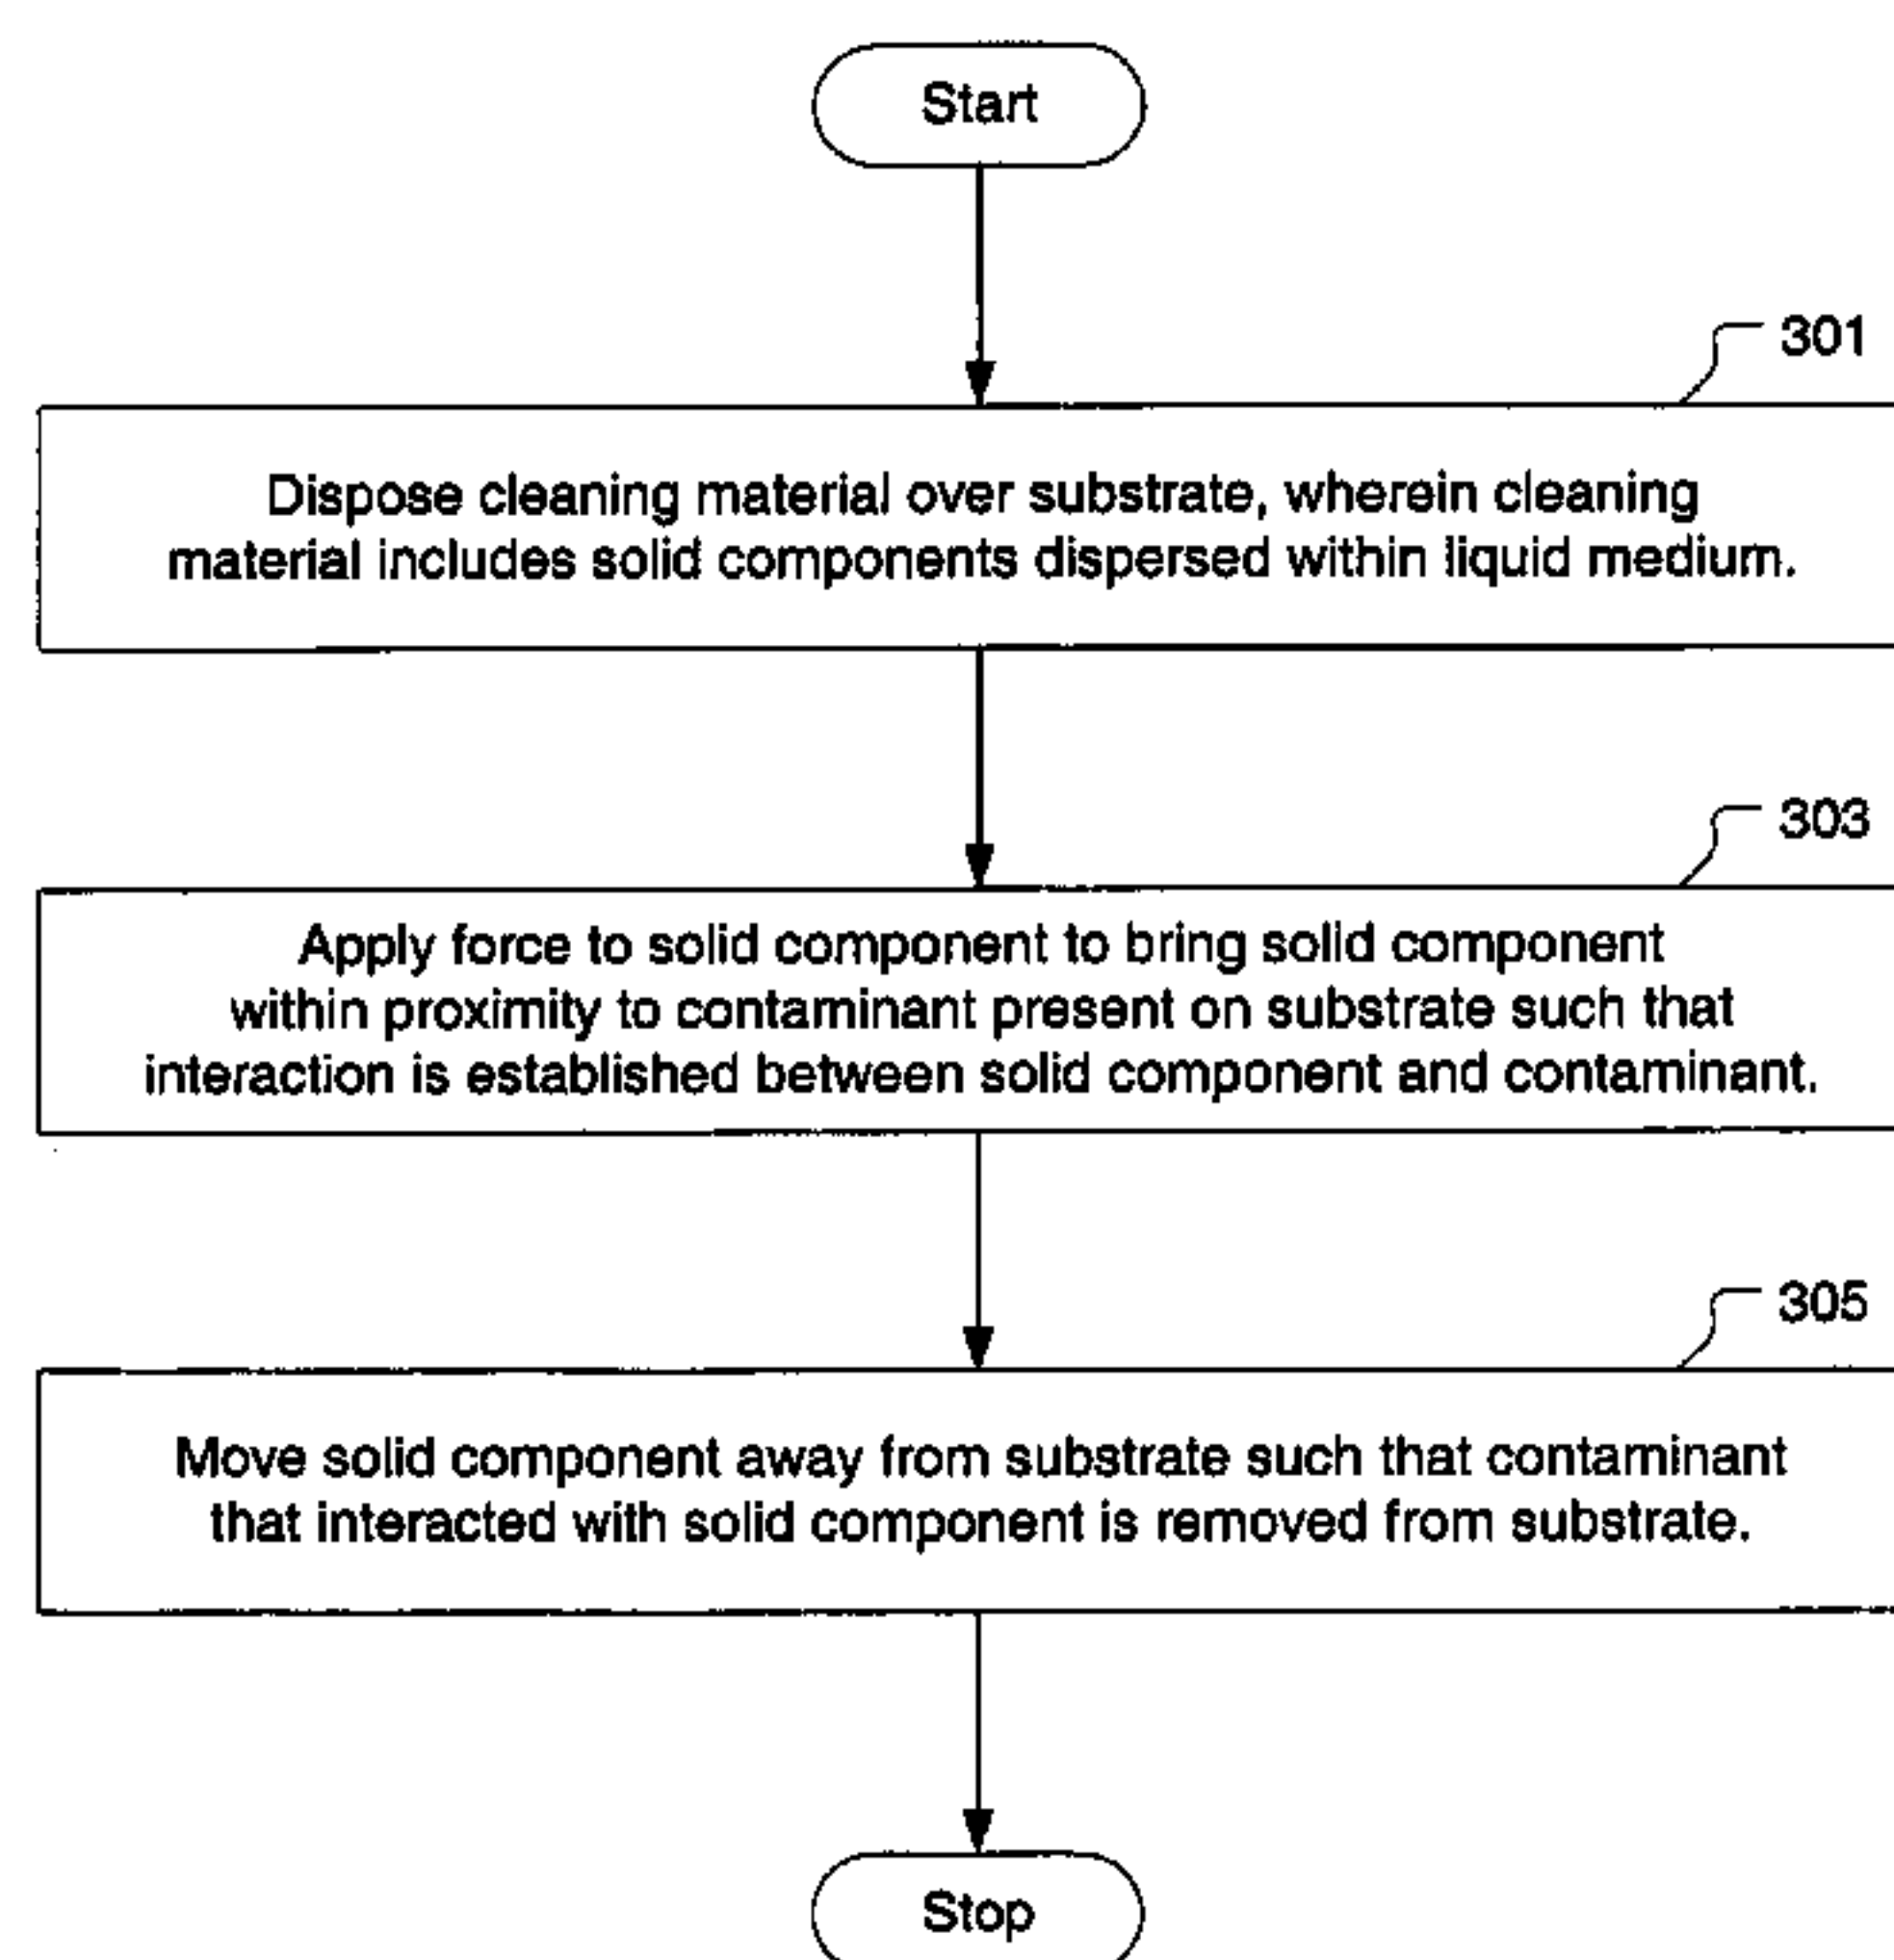 Start
301
Dispose cleaning material over substrate, wherein cleaning
material includes solid components dispersed within liquid medium.
303
Apply force to solid component to bring solid component
within proximity to contaminant present on substrate such that
interaction is established between solid component and contaminant.
305
Move solid component away from substrate such that contaminant
that interacted with solid component is removed from substrate.
Stop